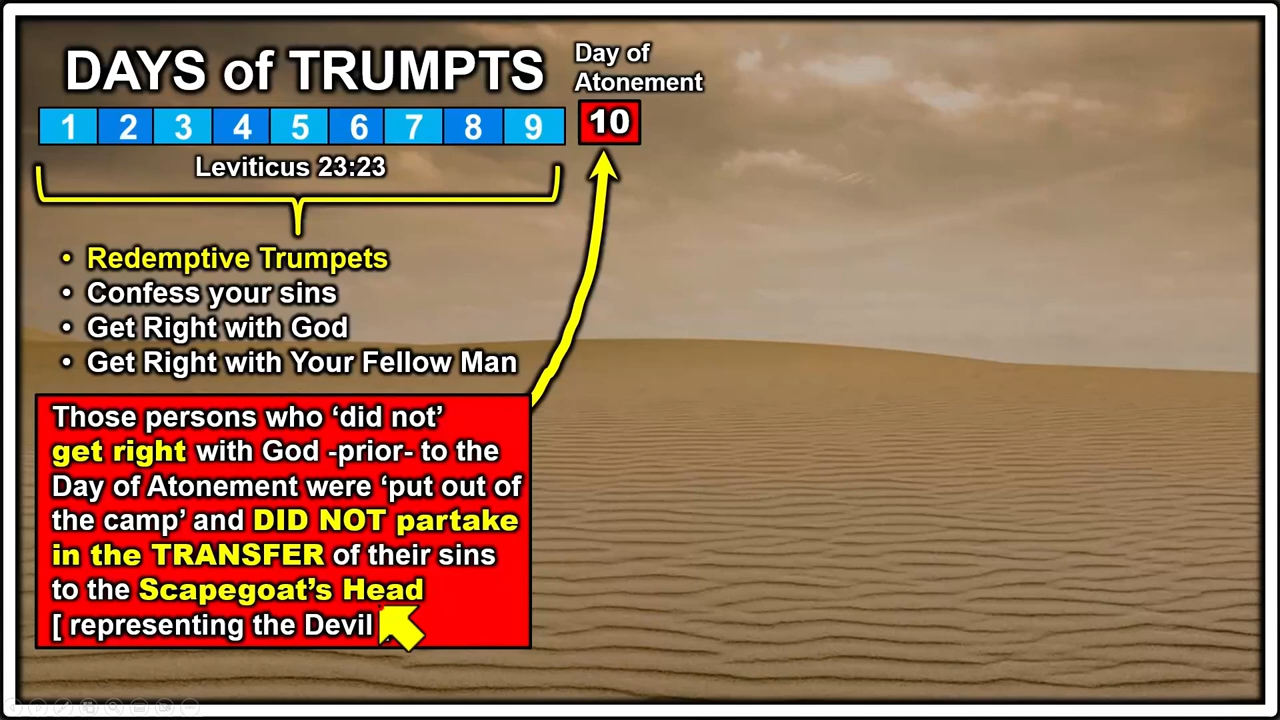 DAYS of TRUMPTS
Day of
Atonement
1 2 3 4 5 6 7 8 9
10
Leviticus 23:23
• Redemptive Trumpets
• Confess your sins
• Get Right with God
• Get Right with Your Fellow Man
Those persons who ‘did not’
get right with God -prior- to the
Day of Atonement were ‘put out of
the camp’ and DID NOT partake
in the TRANSFER of their sins
to the Scapegoat’s Head
[ representing the Devil